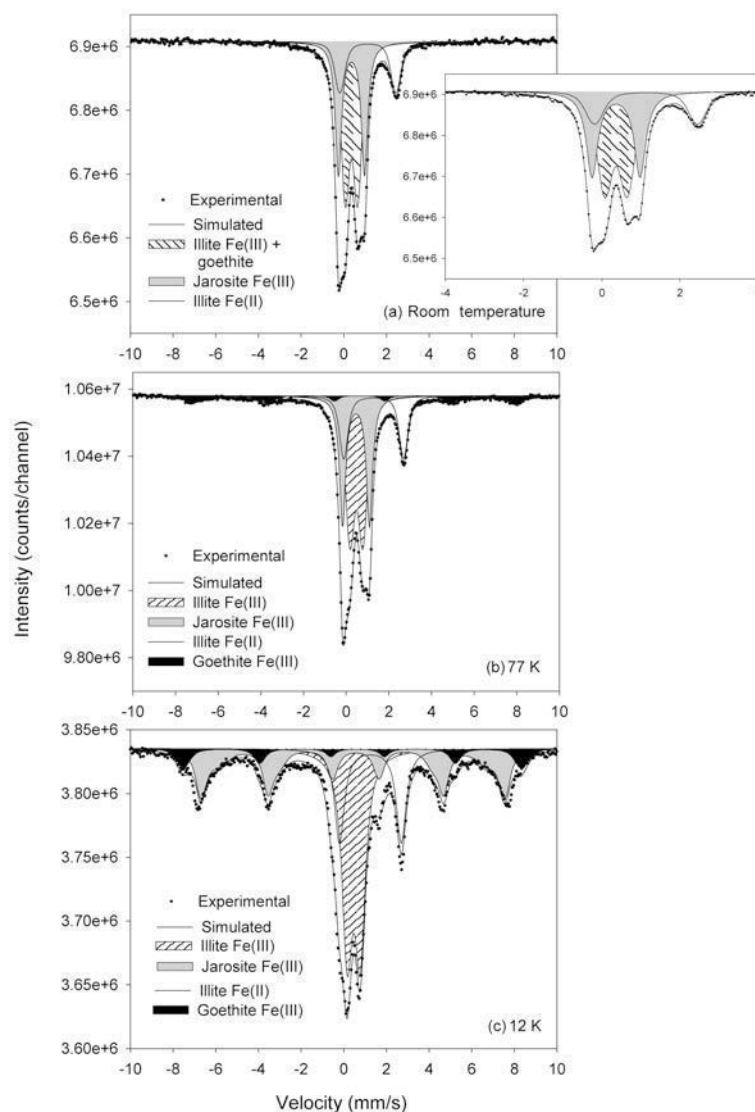 6.9e+6
6.8e+6
6.7e+6
6.6e+6
6.5e+6
Experimental
Simulated
Illite Fe(III) +
goethite
Jarosite Fe(III)
Illite Fe(II)
-10 -8 -6 -4 -2 0 2 4 6 8 10
6.9e+6
6.8e+6
6.7e+6
6.6e+6
6.5e+6
-4 -2 0 2
(a) Room temperature
Intensity (counts/channel)
1.06e+7
1.04e+7
1.02e+7
1.00e+7
9.80e+6
Experimental
Simulated
Illite Fe(III)
Jarosite Fe(III)
Illite Fe(II)
Goethite Fe(III)
(b) 77 K
-10 -8 -6 -4 -2 0 2 4 6 8 10
3.85e+6
3.80e+6
3.75e+6
3.70e+6
3.65e+6
3.60e+6
Experimental
Simulated
Illite Fe(III)
Jarosite Fe(III)
Illite Fe(II)
Goethite Fe(III)
(c) 12 K
-10 -8 -6 -4 -2 0 2 4 6 8 10
Velocity (mm/s)